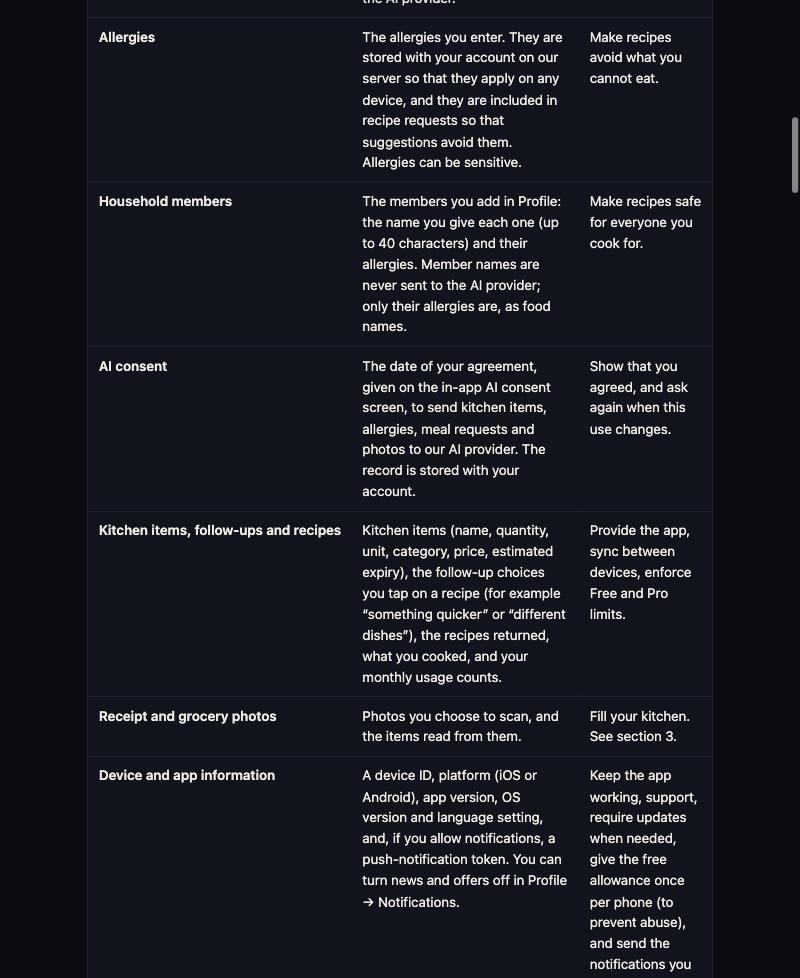 the AI provider.
Allergies
The allergies you enter. They are
stored with your account on our
server so that they apply on any
device, and they are included in
recipe requests so that
suggestions avoid them.
Allergies can be sensitive.
Make recipes
avoid what you
cannot eat.
Household members
The members you add in Profile:
the name you give each one (up
to 40 characters) and their
allergies. Member names are
never sent to the AI provider;
only their allergies are, as food
names.
Make recipes safe
for everyone you
cook for.
AI consent
The date of your agreement,
given on the in-app AI consent
screen, to send kitchen items,
allergies, meal requests and
photos to our AI provider. The
record is stored with your
account.
Show that you
agreed, and ask
again when this
use changes.
Kitchen items, follow-ups and recipes
Kitchen items (name, quantity,
unit, category, price, estimated
expiry), the follow-up choices
you tap on a recipe (for example
“something quicker” or “different
dishes”), the recipes returned,
what you cooked, and your
monthly usage counts.
Provide the app,
sync between
devices, enforce
Free and Pro
limits.
Receipt and grocery photos
Photos you choose to scan, and
the items read from them.
Fill your kitchen.
See section 3.
Device and app information
A device ID, platform (iOS or
Android), app version, OS
version and language setting,
and, if you allow notifications, a
push-notification token. You can
turn news and offers off in Profile
→ Notifications.
Keep the app
working, support,
require updates
when needed,
give the free
allowance once
per phone (to
prevent abuse),
and send the
notifications you